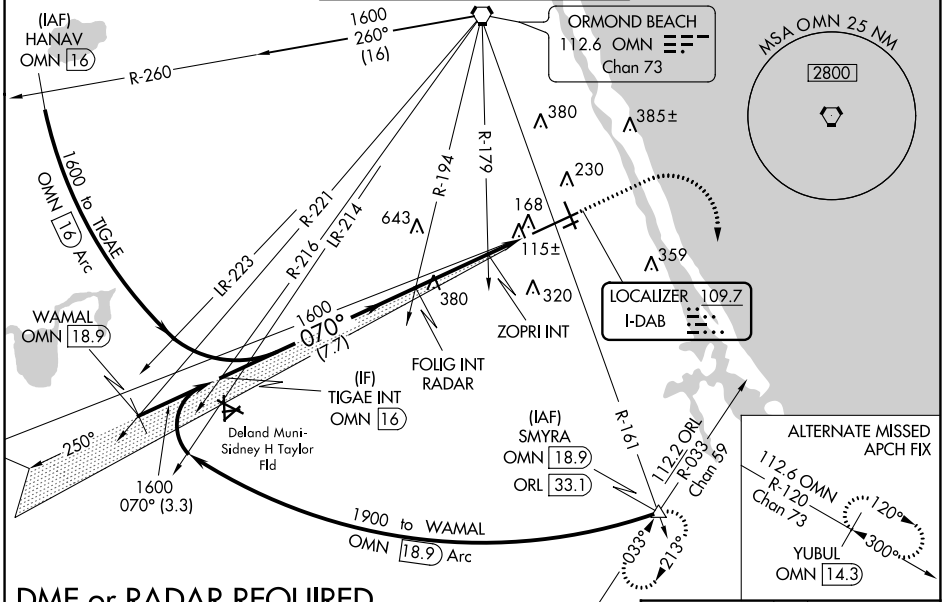 (IAF)
HANAV
OMN 16
1600
260°
(16)
R-260
ORMOND BEACH
112.6 OMN
Chan 73
MSA OMN 25 NM
2800
1600 to TIGAE
OMN 16 Arc
LR-223
R-221
R-216
LR-214
R-194
R-179
380
385±
230
643
168
115±
359
380
320
LOCALIZER 109.7
I-DAB
ZOPRI INT
FOLIG INT
RADAR
WAMAL
OMN 18.9
1600
070°
(7.7)
(IF)
TIGAE INT
OMN 16
Deland Muni-
Sidney H Taylor
Fld
250°
1600
070° (3.3)
(IAF)
SMYRA
OMN 18.9
ORL 33.1
R-161
112.2 ORL
R-033
Chan 59
1900 to WAMAL
OMN 18.9 Arc
033°
213°
ALTERNATE MISSED
APCH FIX
112.6 OMN
R-120
Chan 73
120°
300°
YUBUL
OMN 14.3
DME or RADAR REQUIRED